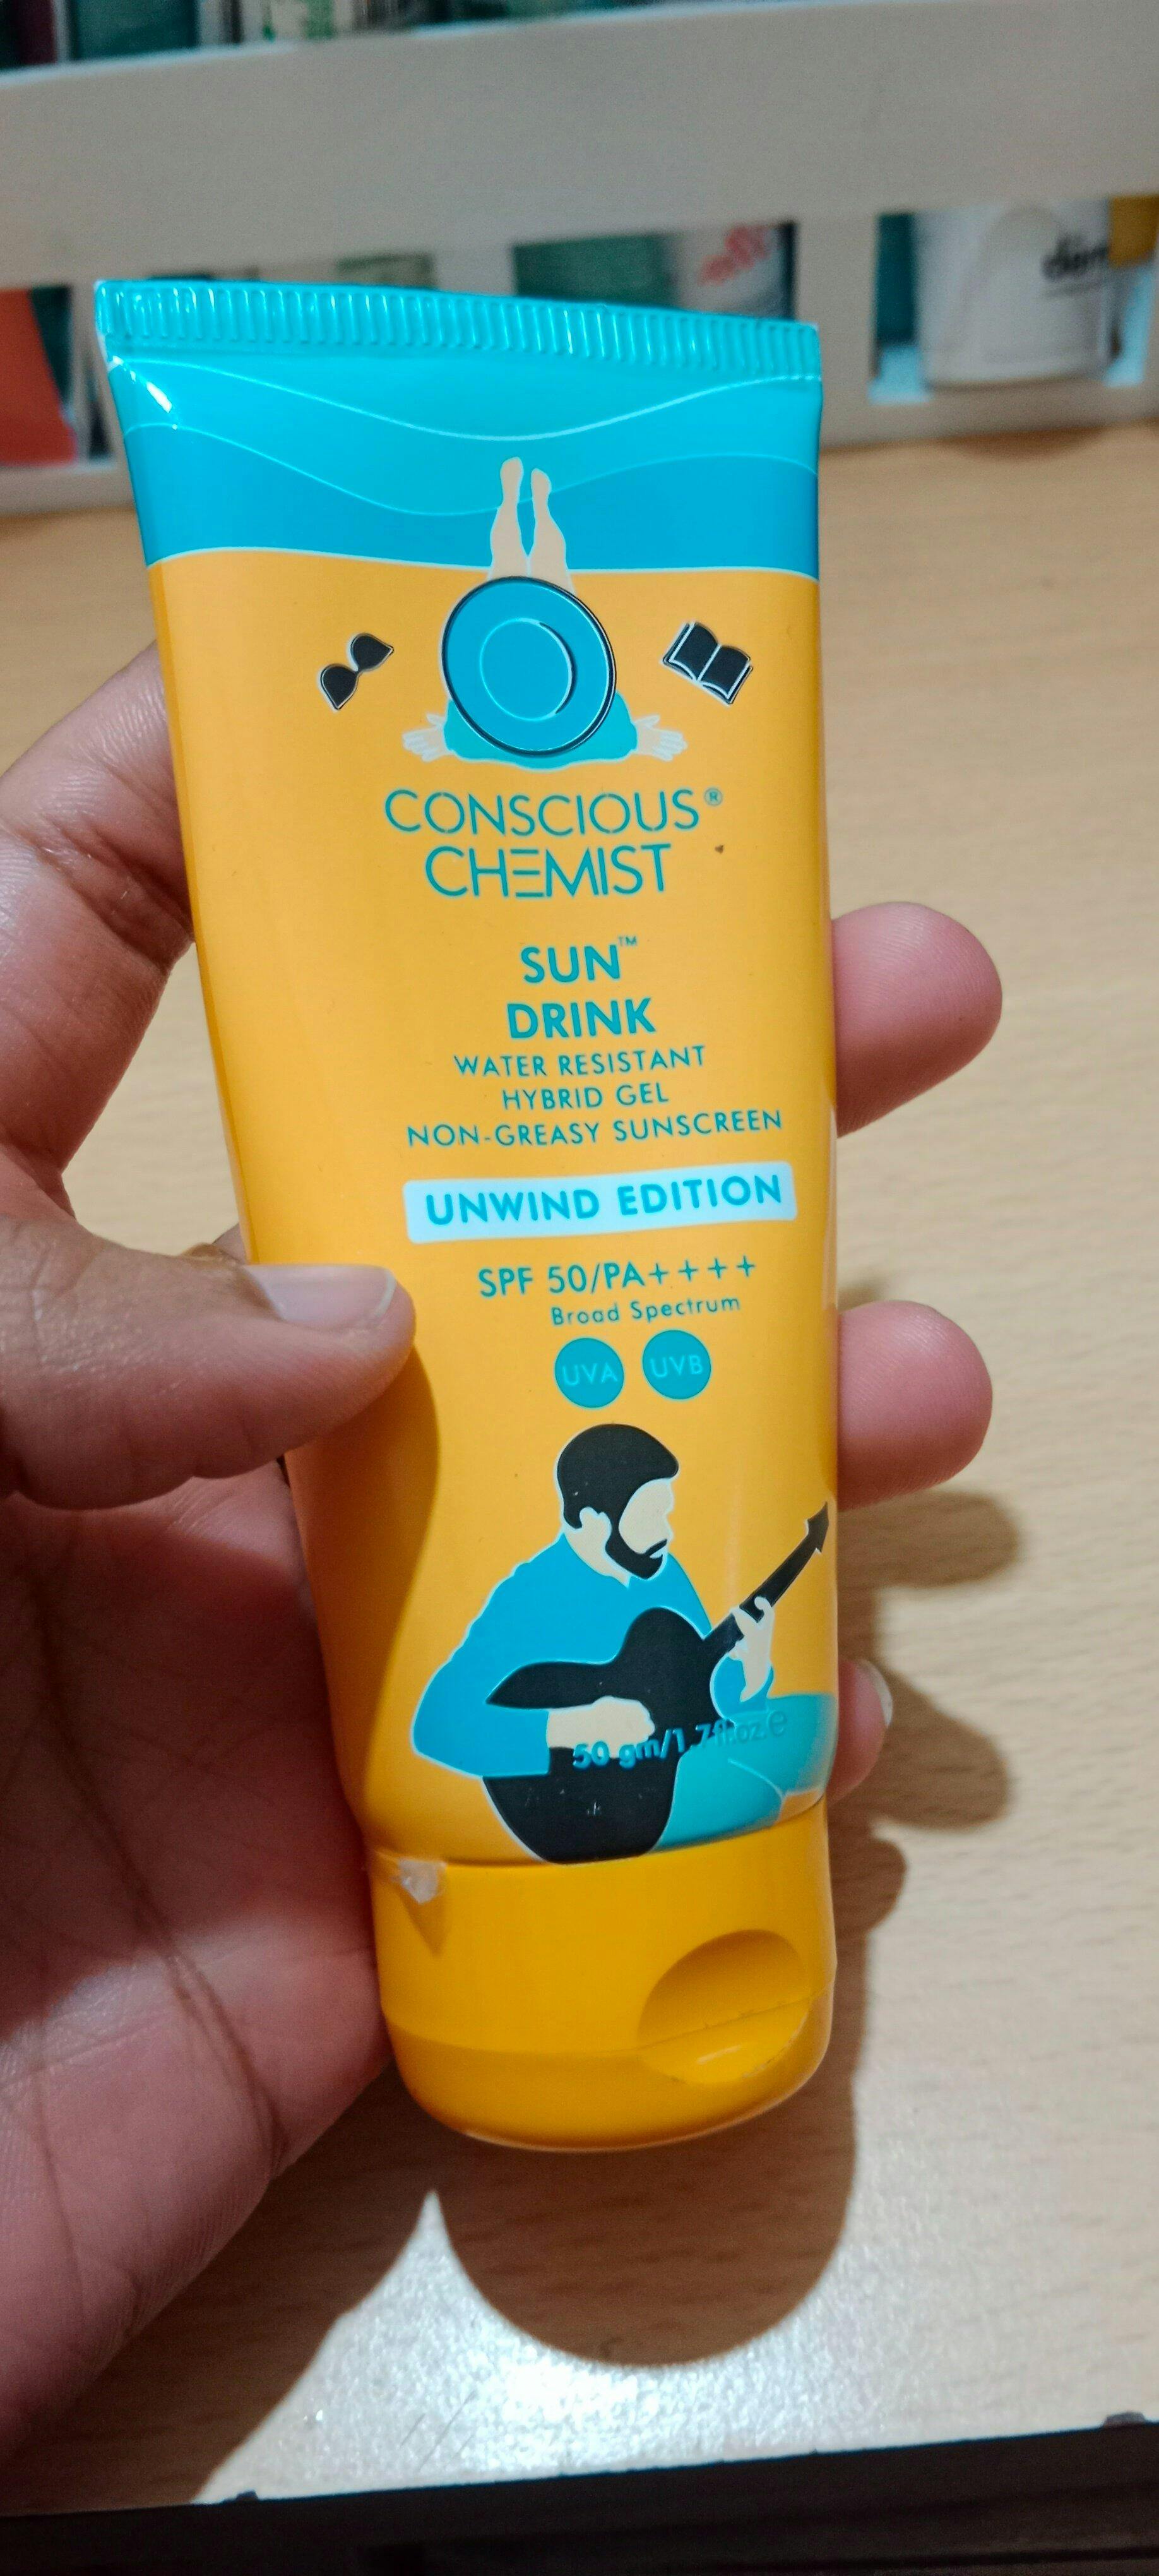 CONSCIOUS®
CHEMIST
SUN™
DRINK
WATER RESISTANT
HYBRID GEL
NON-GREASY SUNSCREEN
UNWIND EDITION
SPF 50/PA++++
Broad Spectrum
UVA UVB
50 gm/1.7fl.oz.e